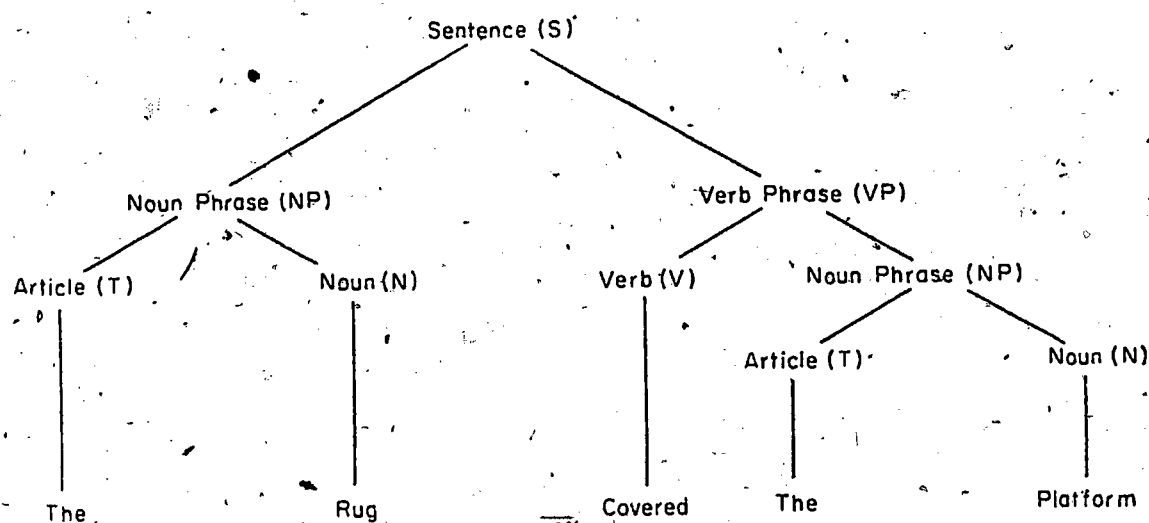 Sentence (S)
Noun Phrase (NP) Verb Phrase (VP)
Article (T) Noun (N) Verb (V) Noun Phrase (NP)
Article (T) Noun (N)
The Rug Covered The Platform